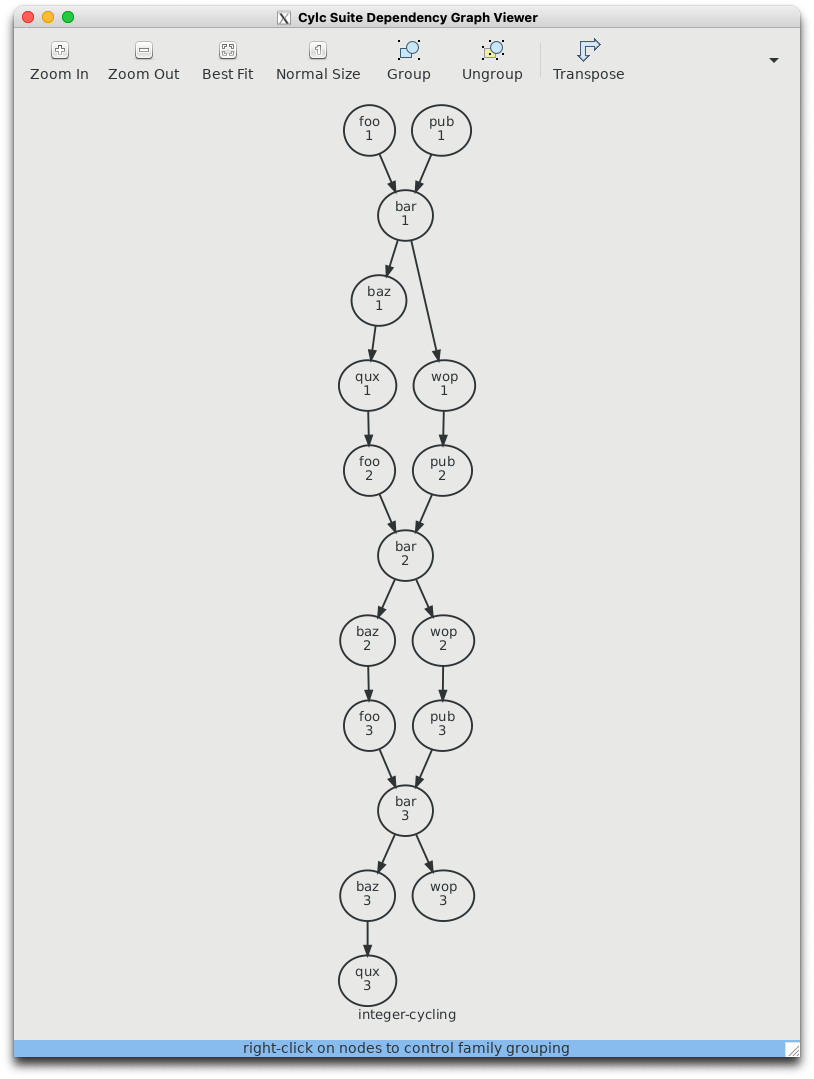 Cylc Suite Dependency Graph Viewer
Zoom In Zoom Out Best Fit Normal Size Group Ungroup Transpose
foo
1
pub
1
bar
1
baz
1
qux
1
wop
1
foo
2
pub
2
bar
2
baz
2
wop
2
foo
3
pub
3
bar
3
baz
3
wop
3
qux
3
integer-cycling
right-click on nodes to control family grouping